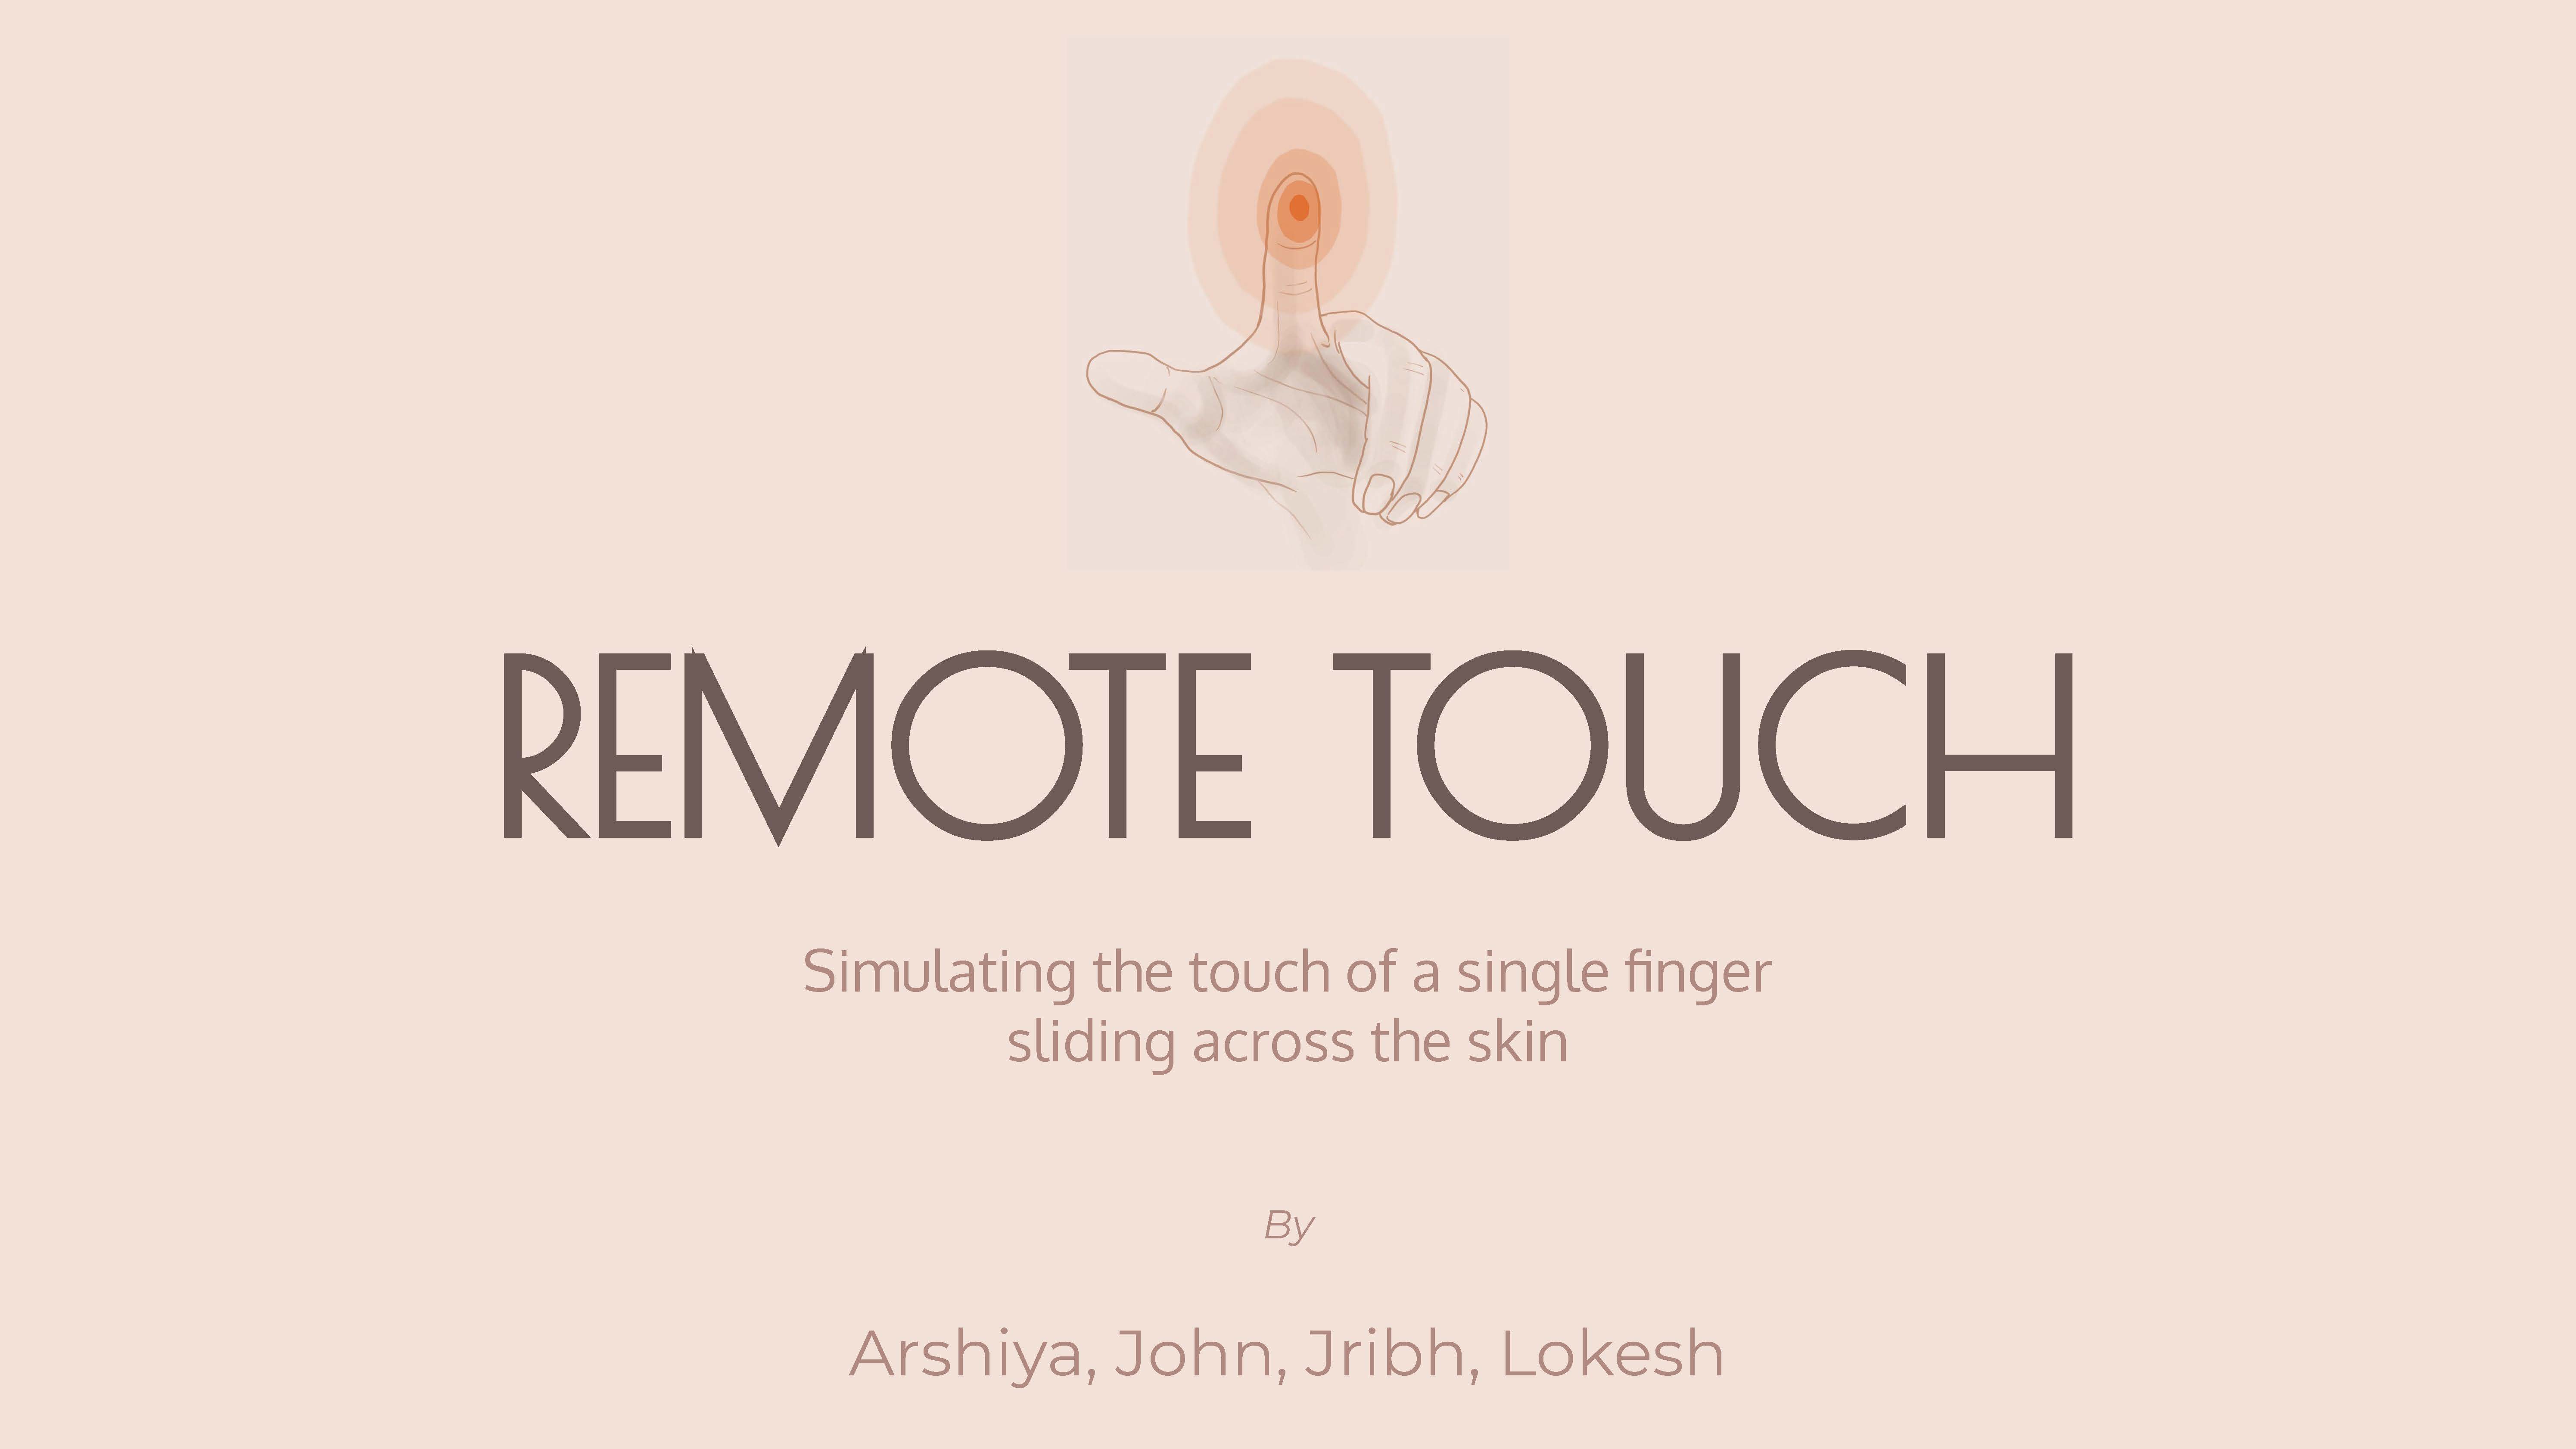 REMOTE TOUCH
Simulating the touch of a single finger
sliding across the skin
By
Arshiya, John, Jribh, Lokesh